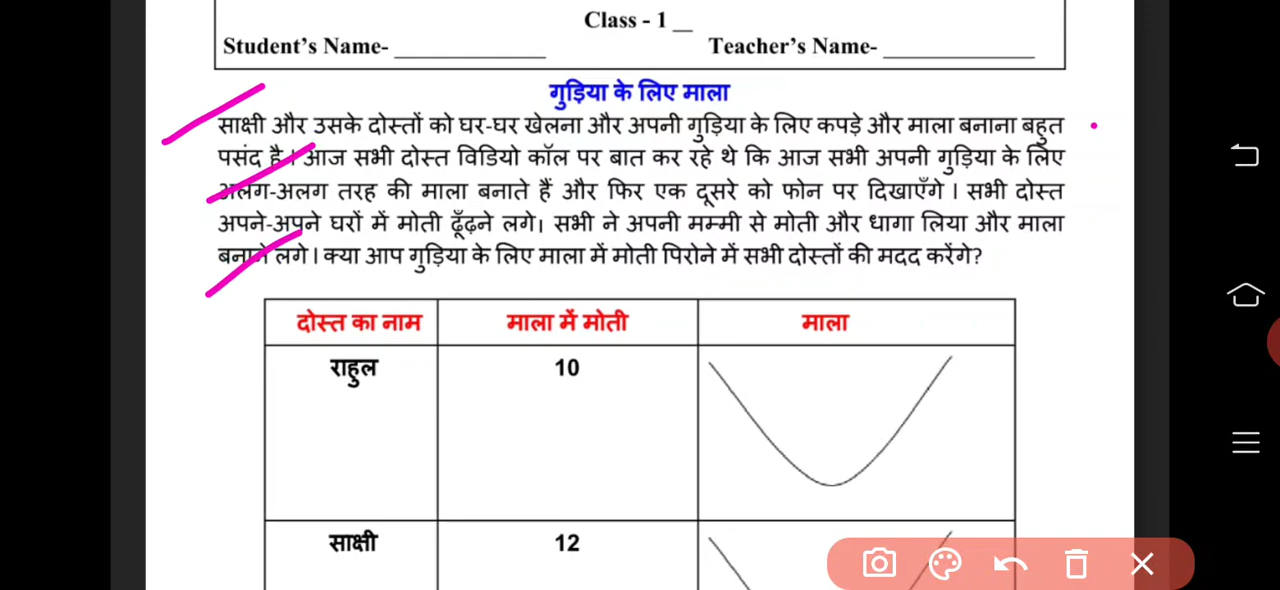 Class - 1 __
Student's Name- ______________ Teacher's Name- ______________
गुड़िया के लिए माला
साक्षी और उसके दोस्तों को घर-घर खेलना और अपनी गुड़िया के लिए कपड़े और माला बनाना बहुत
पसंद है। आज सभी दोस्त विडियो कॉल पर बात कर रहे थे कि आज सभी अपनी गुड़िया के लिए
अलग-अलग तरह की माला बनाते हैं और फिर एक दूसरे को फोन पर दिखाएँगे। सभी दोस्त
अपने-अपने घरों में मोती ढूँढ़ने लगे। सभी ने अपनी मम्मी से मोती और धागा लिया और माला
बनाने लगे। क्या आप गुड़िया के लिए माला में मोती पिरोने में सभी दोस्तों की मदद करेंगे?
दोस्त का नाम माला में मोती माला
राहुल 10
साक्षी 12